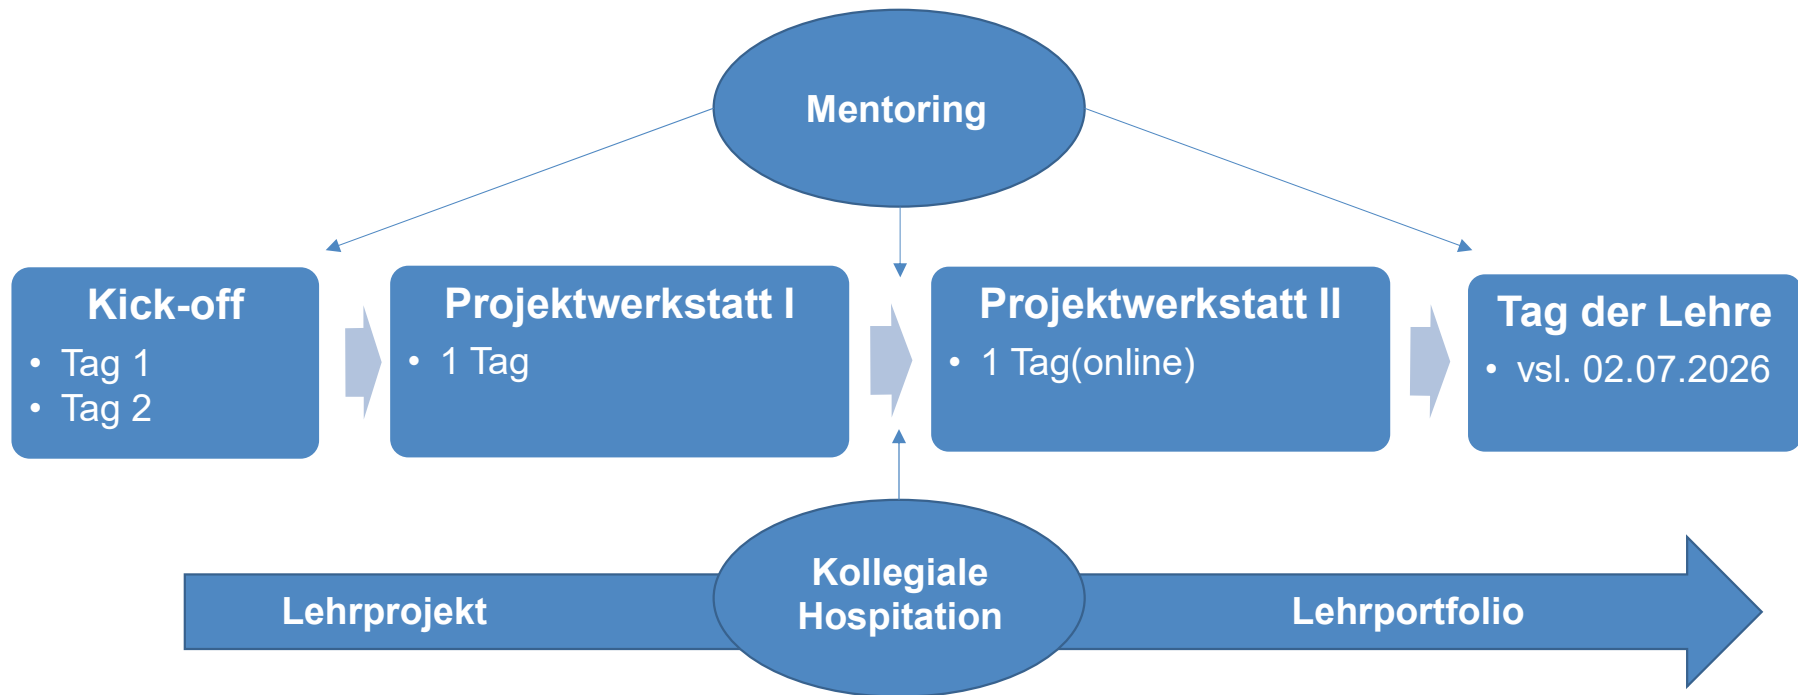 Mentoring
Kick-off
• Tag 1
• Tag 2
Projektwerkstatt I
• 1 Tag
Projektwerkstatt II
• 1 Tag(online)
Tag der Lehre
• vsl. 02.07.2026
Lehrprojekt
Kollegiale
Hospitation
Lehrportfolio